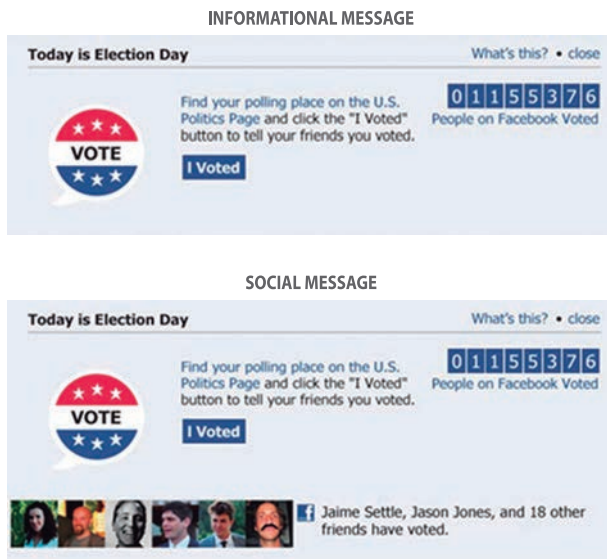 INFORMATIONAL MESSAGE
Today is Election Day
What's this? • close
VOTE
Find your polling place on the U.S.
Politics Page and click the "I Voted"
button to tell your friends you voted.
I Voted
0 1 1 5 5 3 7 6
People on Facebook Voted
SOCIAL MESSAGE
Today is Election Day
What's this? • close
VOTE
Find your polling place on the U.S.
Politics Page and click the "I Voted"
button to tell your friends you voted.
I Voted
0 1 1 5 5 3 7 6
People on Facebook Voted
f Jaime Settle, Jason Jones, and 18 other
friends have voted.